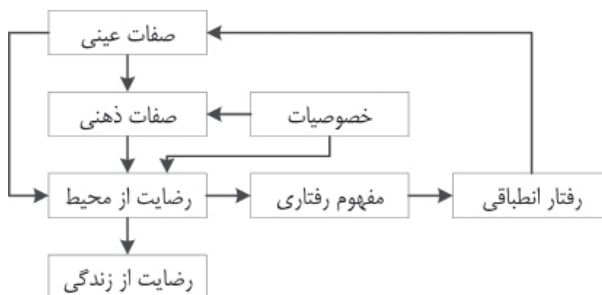 صفات عینی
صفات ذهنی
خصوصیات
رضایت از محیط
مفهوم رفتاری
رفتار انطباقی
رضایت از زندگی